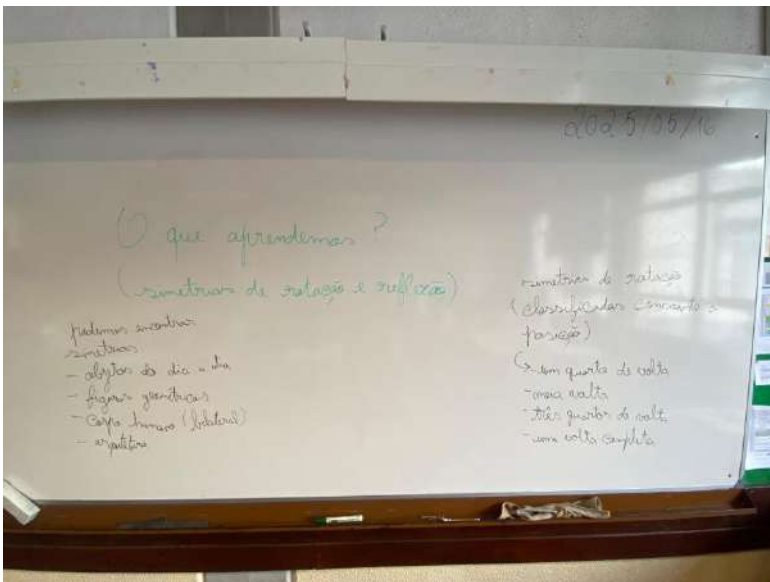 2025/05/16
O que aprendemos?
(simetrias de rotação e reflexão)
podemos encontrar
simetrias
- objetos do dia a dia
- figuras geométricas
- corpo humano (bilateral)
- arquitetura
simetrias de rotação
(classificadas consoante a
posição)
↳ - um quarto de volta
- meia volta
- três quartos de volta
- uma volta completa